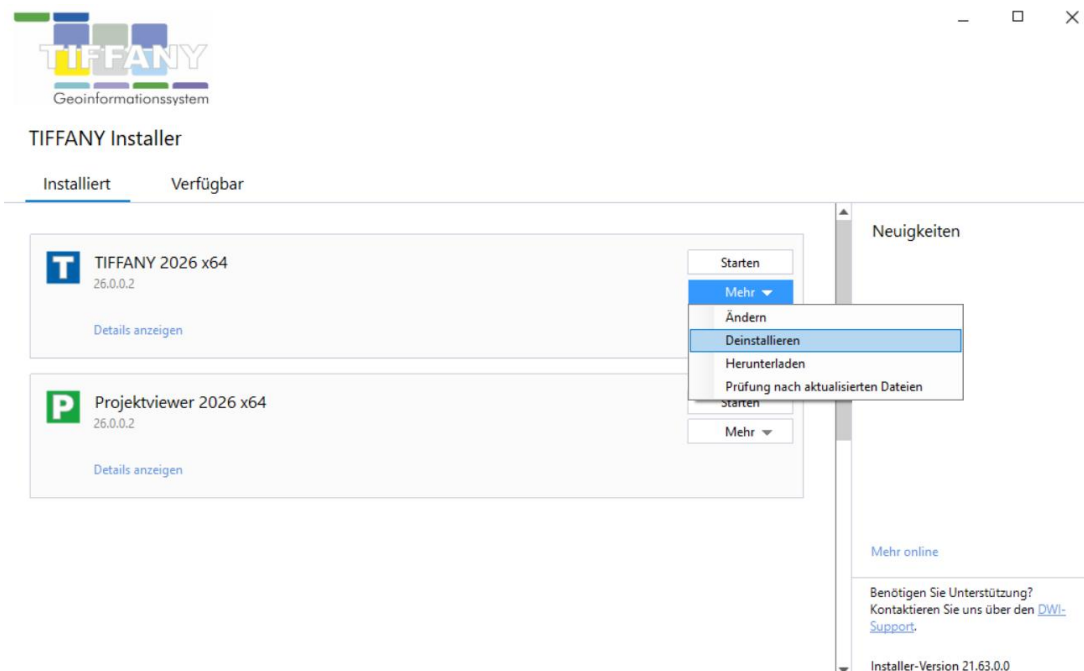 TIFFANY
Geoinformationssystem
TIFFANY Installer
Installiert
Verfügbar
T
TIFFANY 2026 x64
26.0.0.2
Details anzeigen
Starten
Mehr
Ändern
Deinstallieren
Herunterladen
Prüfung nach aktualisierten Dateien
P
Projektviewer 2026 x64
26.0.0.2
Details anzeigen
Starten
Mehr
Neuigkeiten
Mehr online
Benötigen Sie Unterstützung?
Kontaktieren Sie uns über den DWI-
Support.
Installer-Version 21.63.0.0